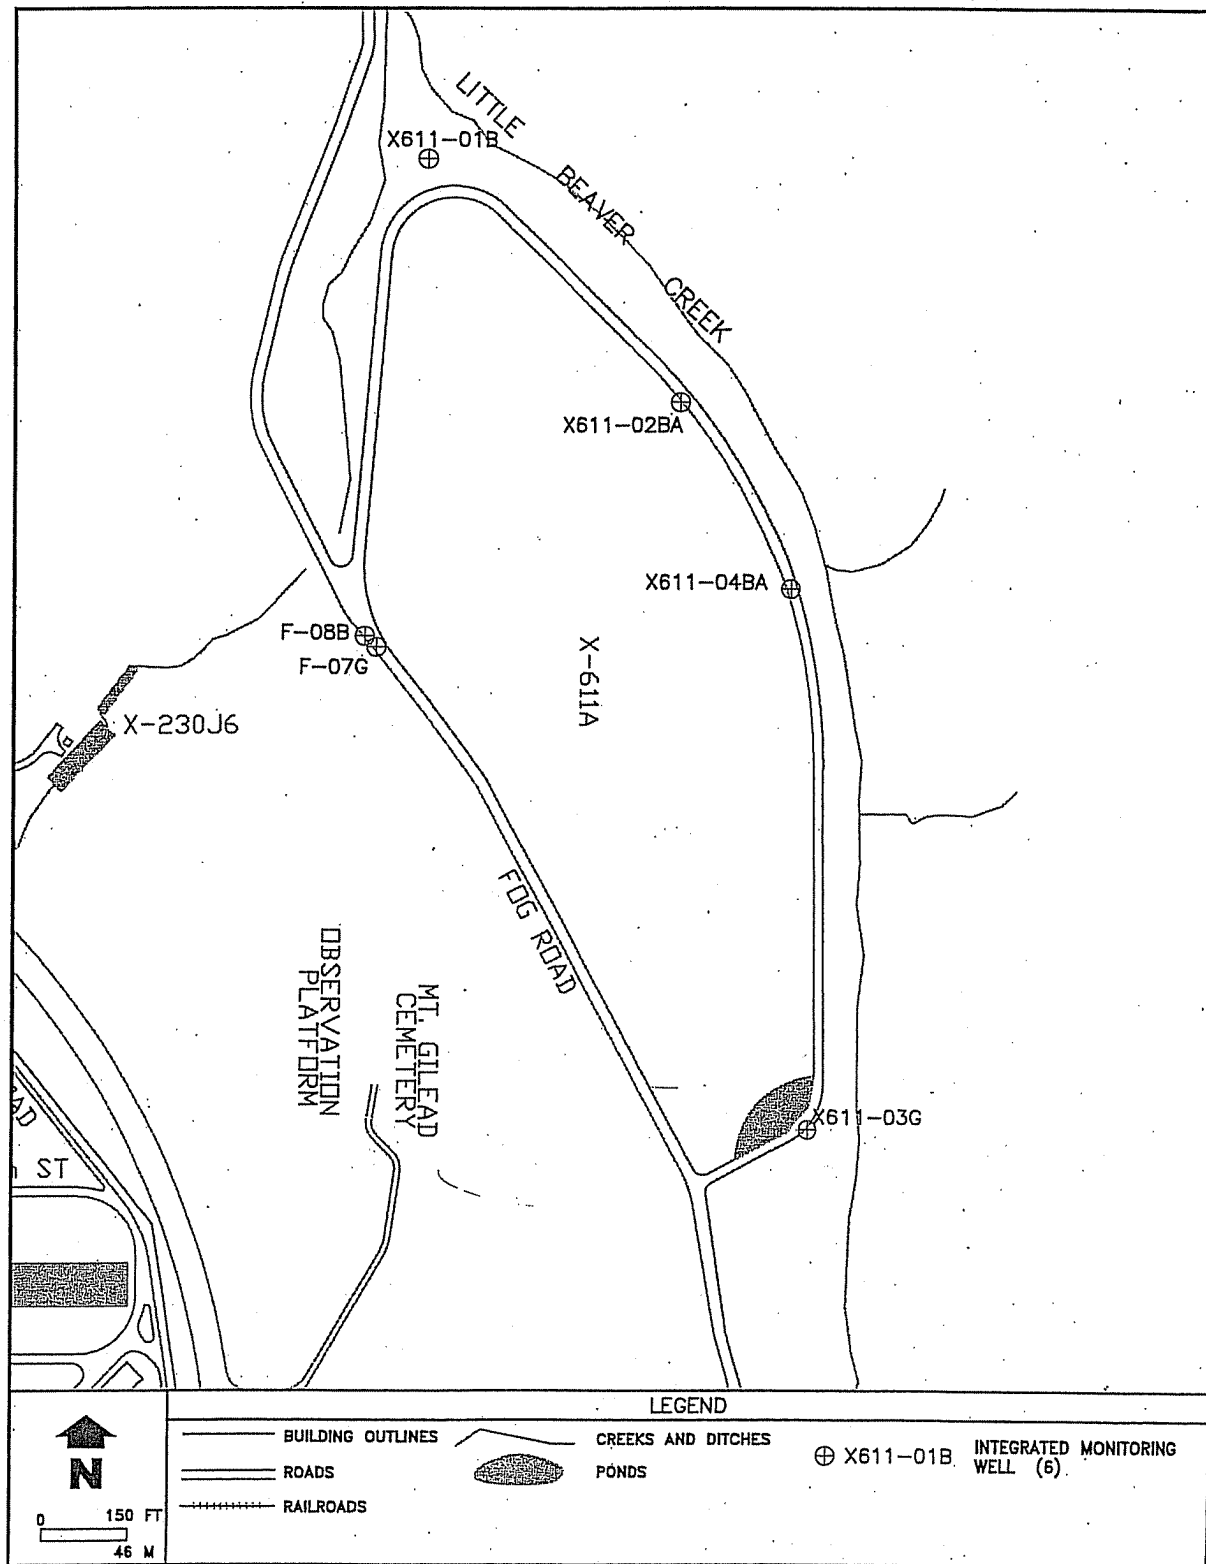 LITTLE
X611-01B
BEAVER
CREEK
X611-02BA
X611-04BA
F-08B
F-07G
X-611A
X-230J6
FOG ROAD
OBSERVATION
PLATFORM
MT. GILEAD
CEMETERY
X611-03G
ST
LEGEND
N
0 150 FT
46 M
BUILDING OUTLINES
ROADS
RAILROADS
CREEKS AND DITCHES
PONDS
X611-01B
INTEGRATED MONITORING
WELL (6)